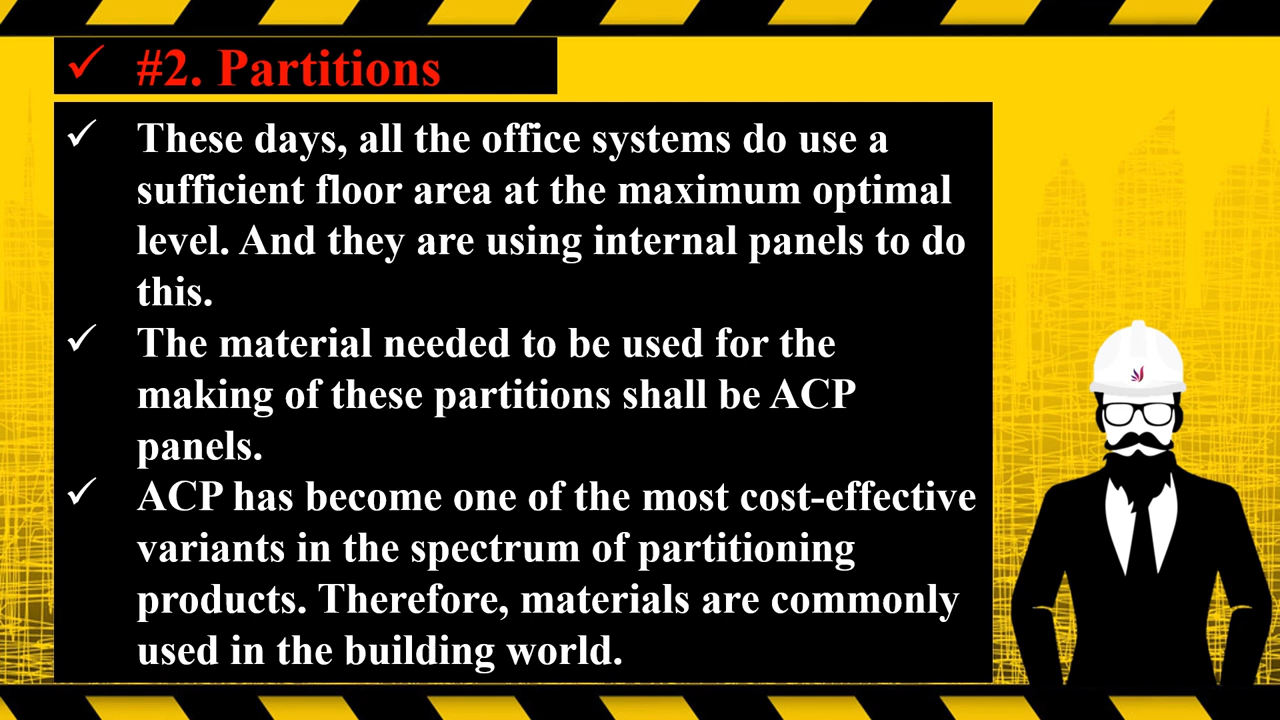 ✓ #2. Partitions
✓ These days, all the office systems do use a
sufficient floor area at the maximum optimal
level. And they are using internal panels to do
this.
✓ The material needed to be used for the
making of these partitions shall be ACP
panels.
✓ ACP has become one of the most cost-effective
variants in the spectrum of partitioning
products. Therefore, materials are commonly
used in the building world.